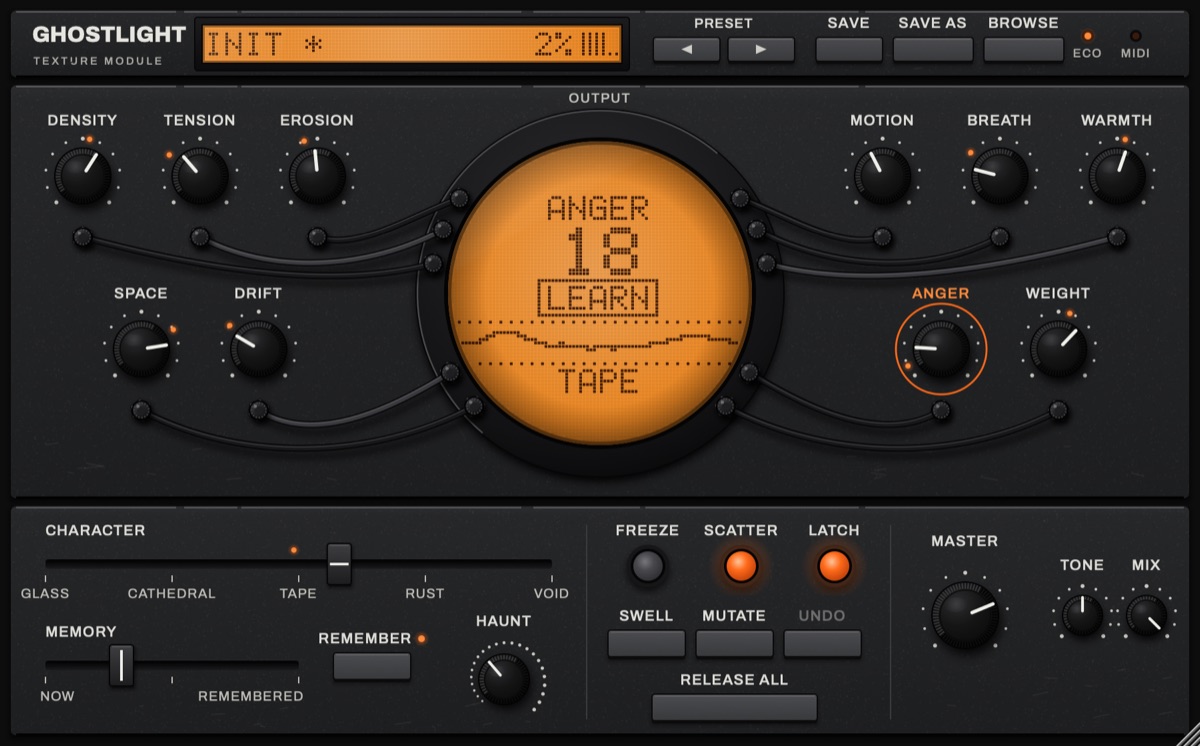 GHOSTLIGHT
TEXTURE MODULE
INIT * 2%
PRESET
SAVE
SAVE AS
BROWSE
ECO
MIDI
OUTPUT
DENSITY
TENSION
EROSION
MOTION
BREATH
WARMTH
SPACE
DRIFT
ANGER
WEIGHT
ANGER
18
LEARN
TAPE
CHARACTER
GLASS
CATHEDRAL
TAPE
RUST
VOID
MEMORY
NOW
REMEMBERED
REMEMBER
HAUNT
FREEZE
SCATTER
LATCH
SWELL
MUTATE
UNDO
RELEASE ALL
MASTER
TONE
MIX